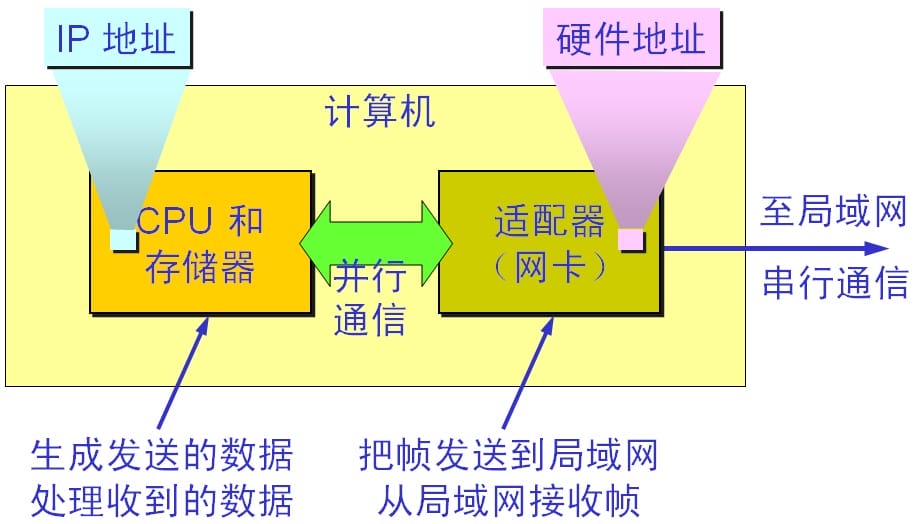 IP 地址
硬件地址
计算机
CPU 和
存储器
并行
通信
适配器
（网卡）
至局域网
串行通信
生成发送的数据
处理收到的数据
把帧发送到局域网
从局域网接收帧